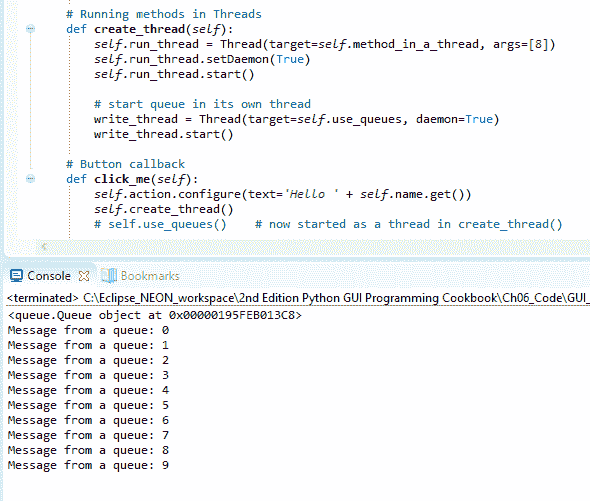 # Running methods in Threads
def create_thread(self):
self.run_thread = Thread(target=self.method_in_a_thread, args=[8])
self.run_thread.setDaemon(True)
self.run_thread.start()
# start queue in its own thread
write_thread = Thread(target=self.use_queues, daemon=True)
write_thread.start()
# Button callback
def click_me(self):
self.action.configure(text='Hello ' + self.name.get())
self.create_thread()
# self.use_queues()    # now started as a thread in create_thread()
Console Bookmarks
<terminated> C:\Eclipse_NEON_workspace\2nd Edition Python GUI Programming Cookbook\Ch06_Code\GUI_
<queue.Queue object at 0x00000195FEB013C8>
Message from a queue: 0
Message from a queue: 1
Message from a queue: 2
Message from a queue: 3
Message from a queue: 4
Message from a queue: 5
Message from a queue: 6
Message from a queue: 7
Message from a queue: 8
Message from a queue: 9